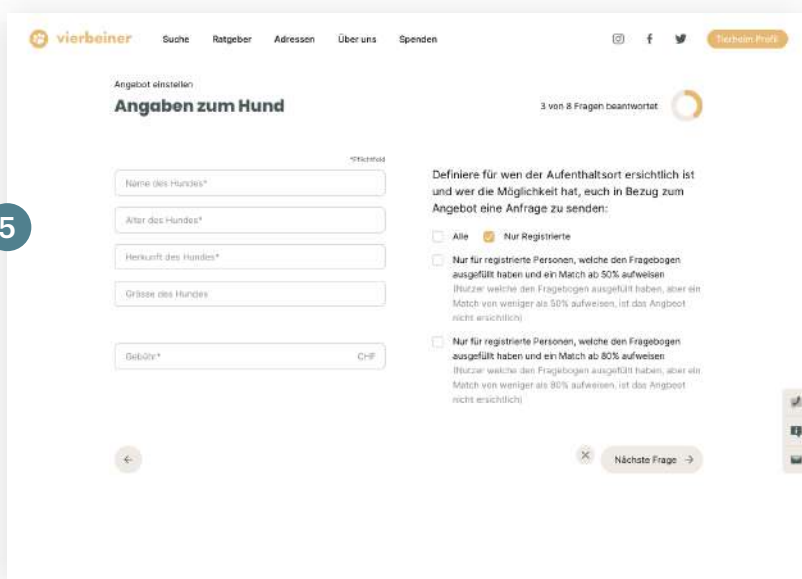 vierbeiner
Suche Ratgeber Adressen Über uns Spenden
Tierheim Profil
Angebot einstellen
Angaben zum Hund
3 von 8 Fragen beantwortet
*Pflichtfeld
Name des Hundes*
Alter des Hundes*
Herkunft des Hundes*
Grösse des Hundes
Gebühr* CHF
5
Definiere für wen der Aufenthaltsort ersichtlich ist
und wer die Möglichkeit hat, euch in Bezug zum
Angebot eine Anfrage zu senden:
Alle Nur Registrierte
Nur für registrierte Personen, welche den Fragebogen
ausgefüllt haben und ein Match ab 50% aufweisen
(Nutzer welche den Fragebogen ausgefüllt haben, aber ein
Match von weniger als 50% aufweisen, ist das Angbeot
nicht ersichtlich)
Nur für registrierte Personen, welche den Fragebogen
ausgefüllt haben und ein Match ab 80% aufweisen
(Nutzer welche den Fragebogen ausgefüllt haben, aber ein
Match von weniger als 80% aufweisen, ist das Angbeot
nicht ersichtlich)
Nächste Frage